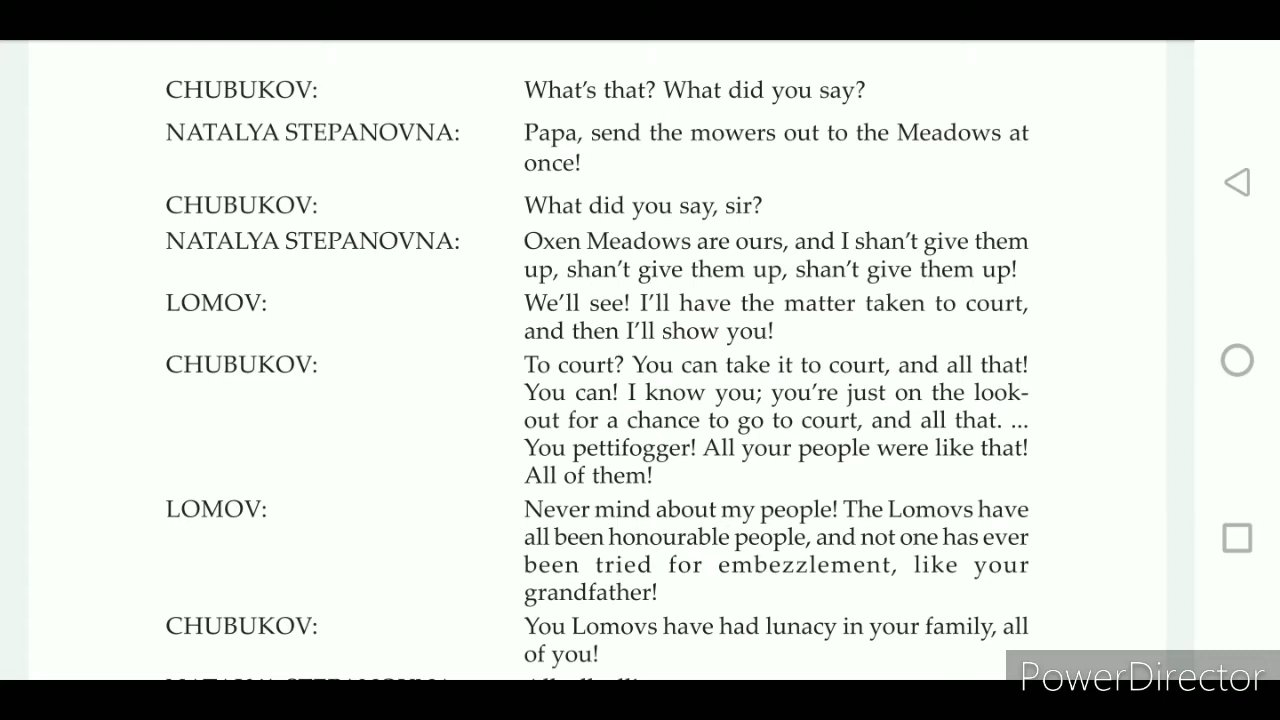 CHUBUKOV: What's that? What did you say?
NATALYA STEPANOVNA: Papa, send the mowers out to the Meadows at
once!
CHUBUKOV: What did you say, sir?
NATALYA STEPANOVNA: Oxen Meadows are ours, and I shan't give them
up, shan't give them up, shan't give them up!
LOMOV: We'll see! I'll have the matter taken to court,
and then I'll show you!
CHUBUKOV: To court? You can take it to court, and all that!
You can! I know you; you're just on the look-
out for a chance to go to court, and all that. ...
You pettifogger! All your people were like that!
All of them!
LOMOV: Never mind about my people! The Lomovs have
all been honourable people, and not one has ever
been tried for embezzlement, like your
grandfather!
CHUBUKOV: You Lomovs have had lunacy in your family, all
of you!
PowerDirector